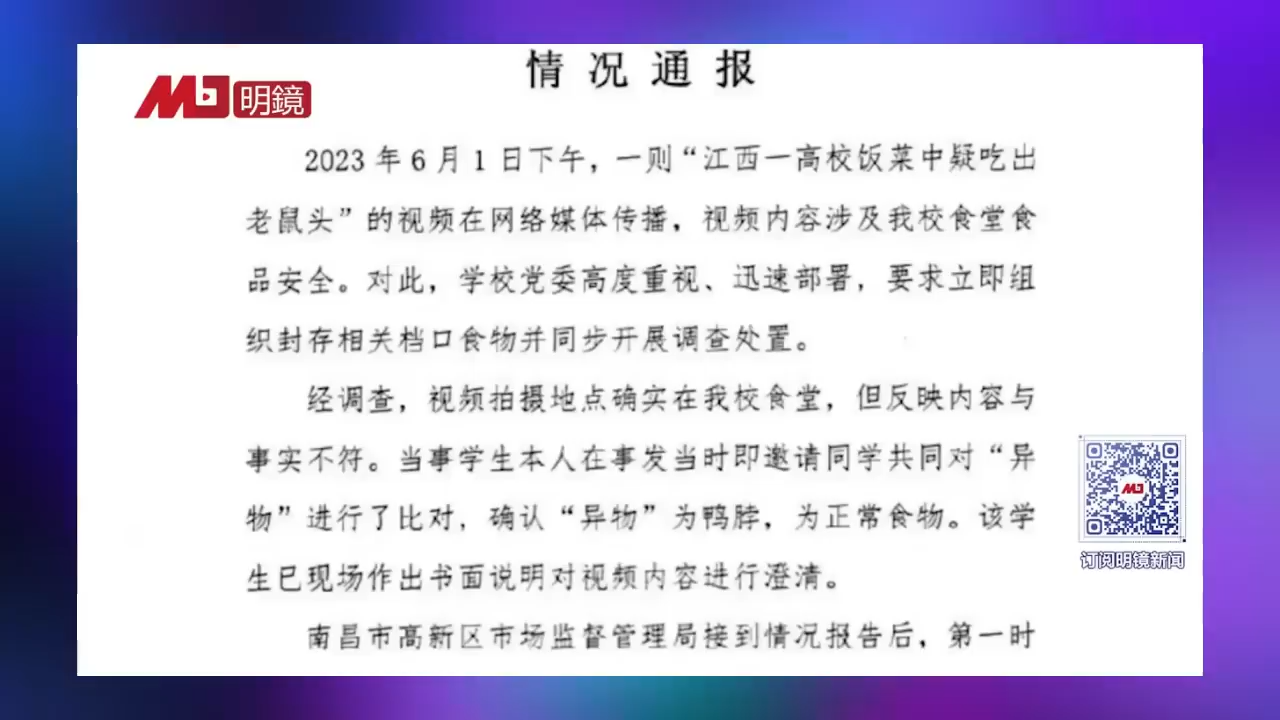 情况通报
明鏡
2023年6月1日下午，一则“江西一高校饭菜中疑吃出
老鼠头”的视频在网络媒体传播，视频内容涉及我校食堂食
品安全。对此，学校党委高度重视、迅速部署，要求立即组
织封存相关档口食物并同步开展调查处置。
经调查，视频拍摄地点确实在我校食堂，但反映内容与
事实不符。当事学生本人在事发当时即邀请同学共同对“异
物”进行了比对，确认“异物”为鸭脖，为正常食物。该学
生已现场作出书面说明对视频内容进行澄清。
南昌市高新区市场监督管理局接到情况报告后，第一时
订阅明镜新闻